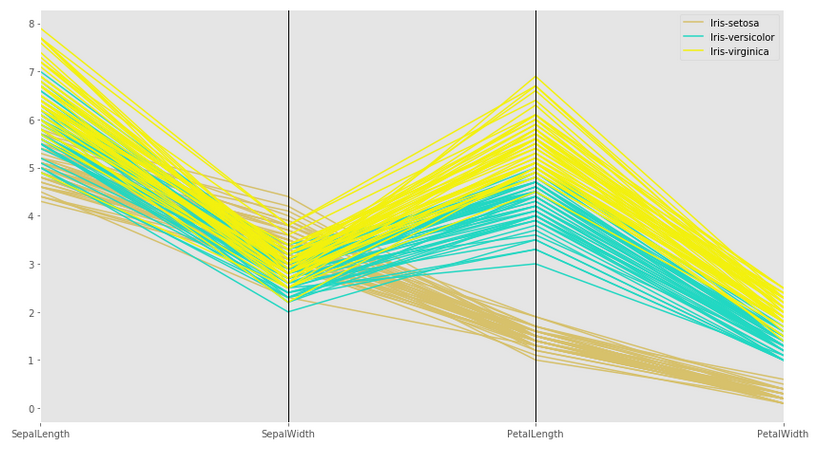 8
7
6
5
4
3
2
1
0
SepalLength SepalWidth PetalLength PetalWidth
Iris-setosa
Iris-versicolor
Iris-virginica